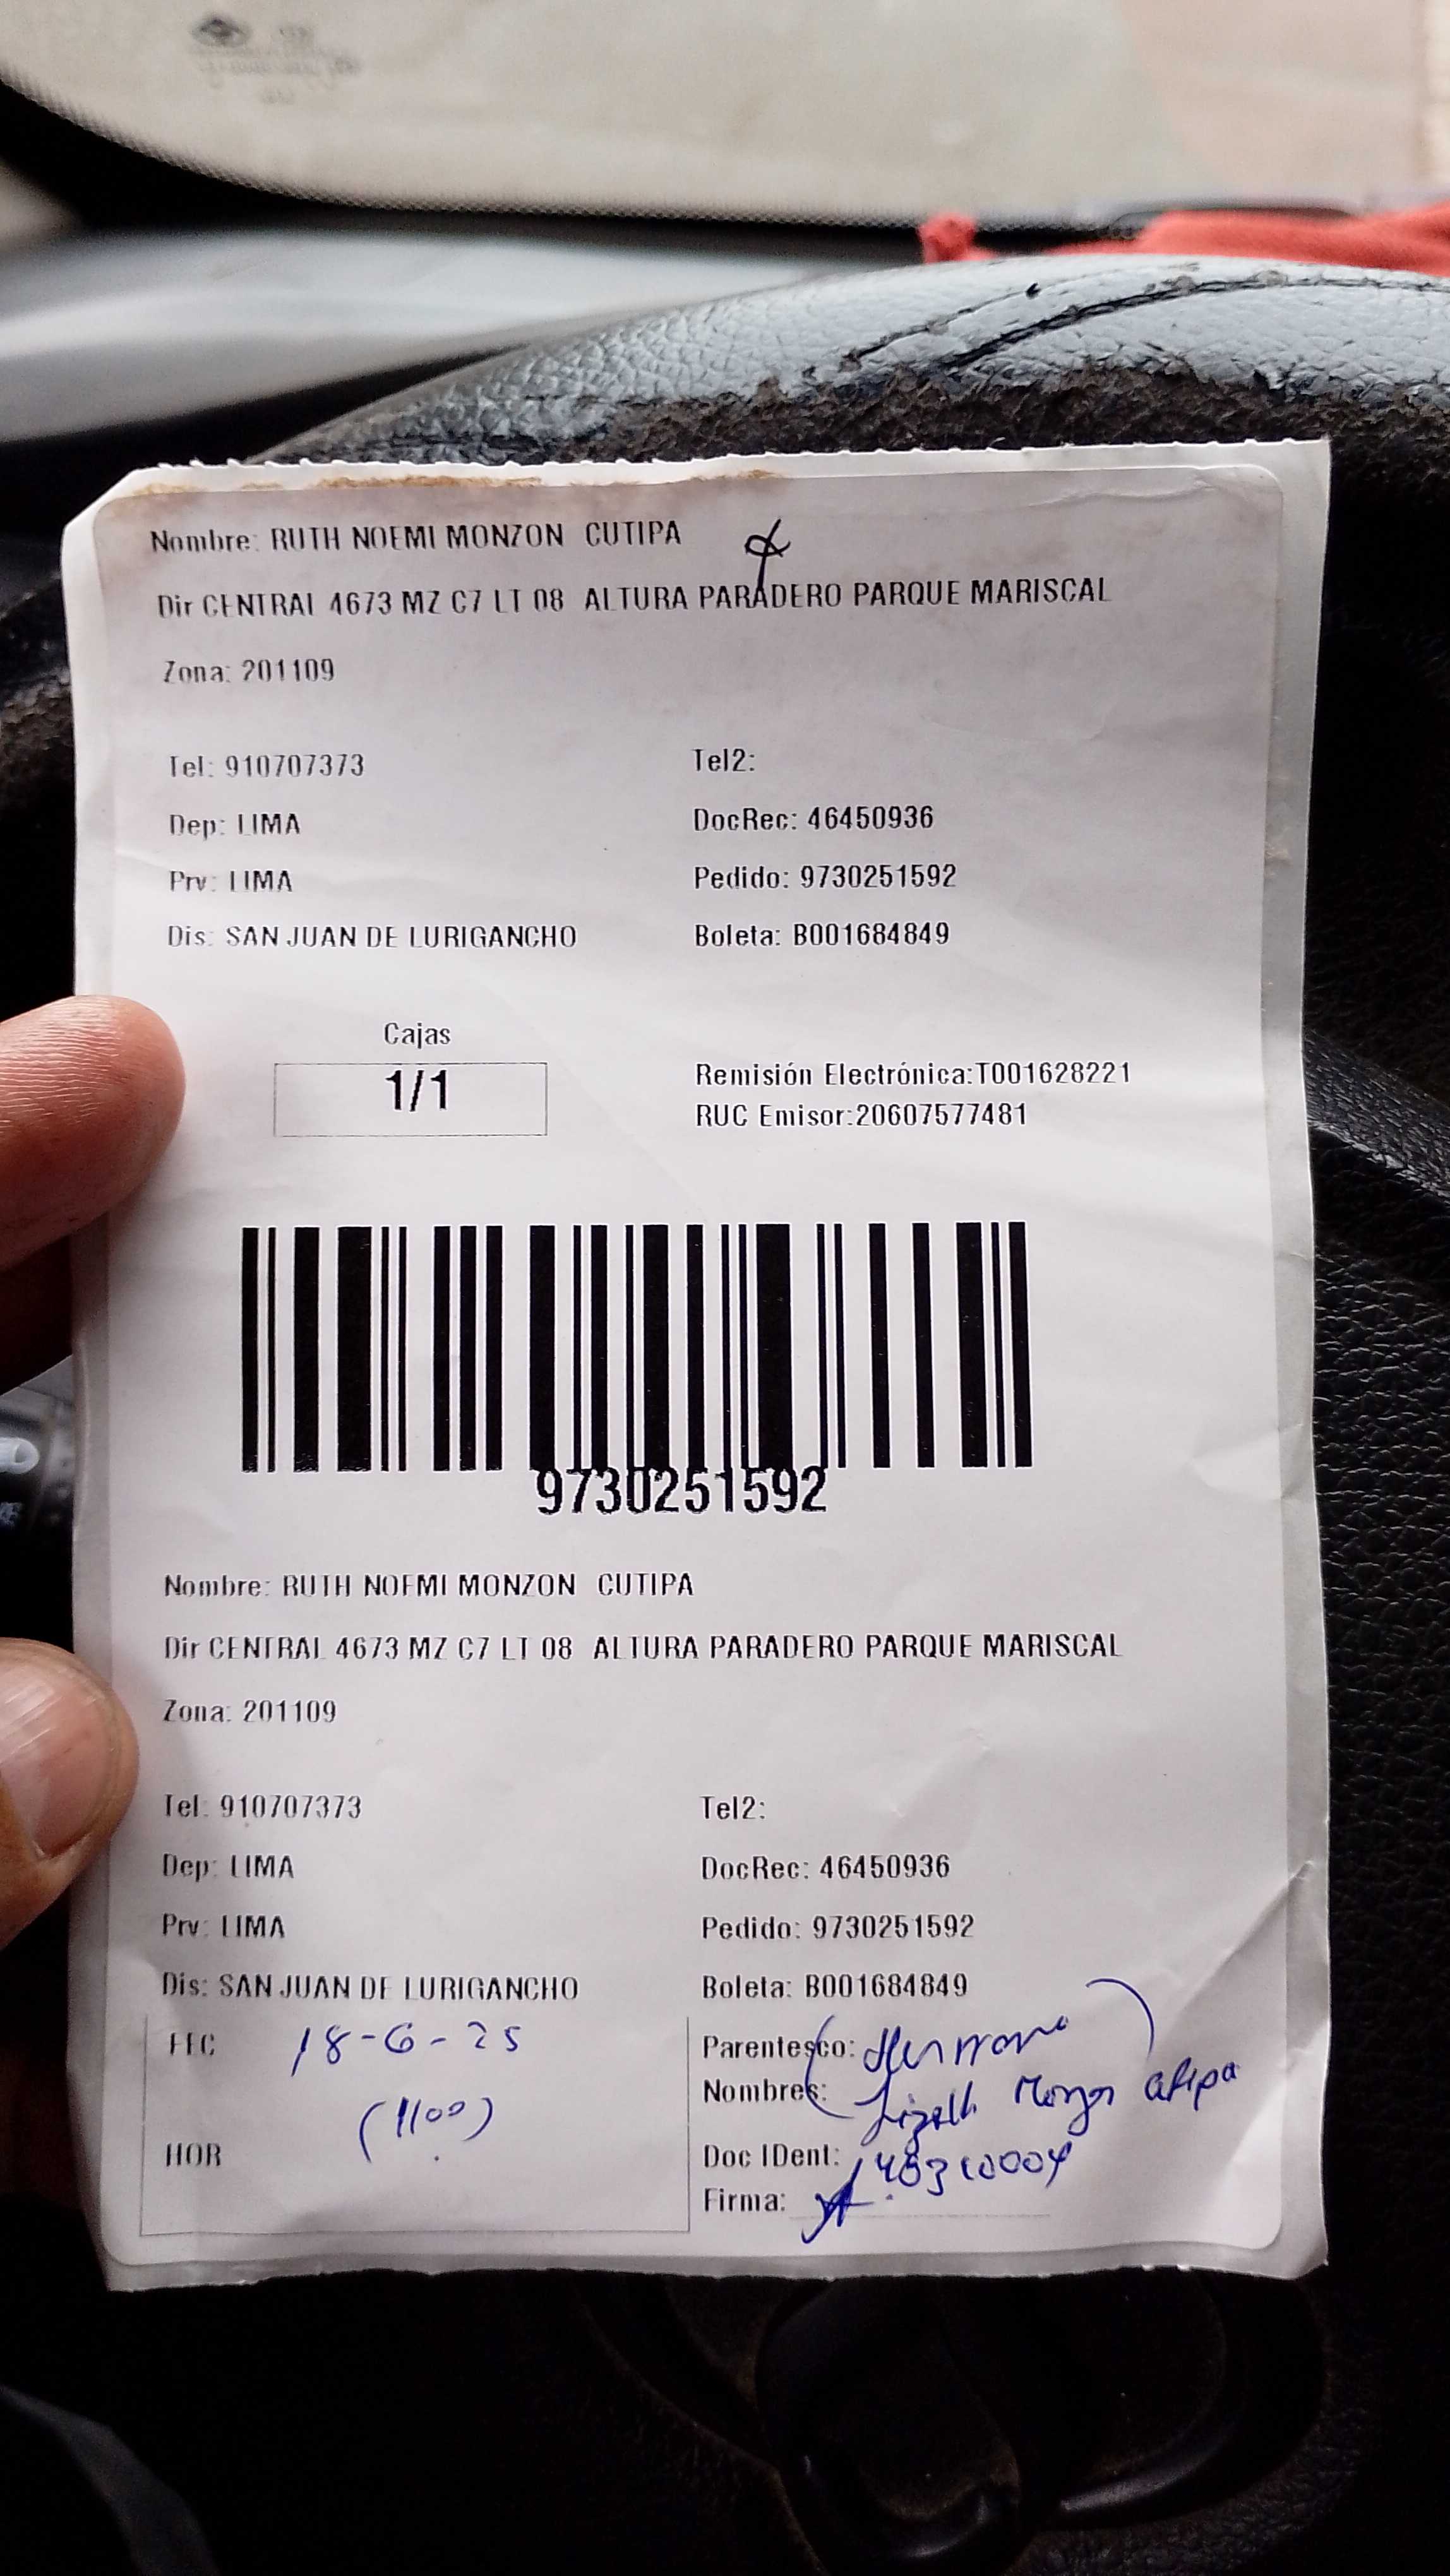 Nombre: RUTH NOEMI MONZON CUTIPA
Dir CENTRAL 4673 MZ C7 LT 08 ALTURA PARADERO PARQUE MARISCAL
Zona: 201109
Tel: 910707373 Tel2:
Dep: LIMA DocRec: 46450936
Prv: LIMA Pedido: 9730251592
Dis: SAN JUAN DE LURIGANCHO Boleta: B001684849
Cajas
1/1
Remisión Electrónica:T001628221
RUC Emisor:20607577481
9730251592
Nombre: RUTH NOEMI MONZON CUTIPA
Dir CENTRAL 4673 MZ C7 LT 08 ALTURA PARADERO PARQUE MARISCAL
Zona: 201109
Tel: 910707373 Tel2:
Dep: LIMA DocRec: 46450936
Prv: LIMA Pedido: 9730251592
Dis: SAN JUAN DE LURIGANCHO Boleta: B001684849
FEC 18-6-25 Parentesco:
(1100) Nombres:
HOR Doc IDent:
Firma: